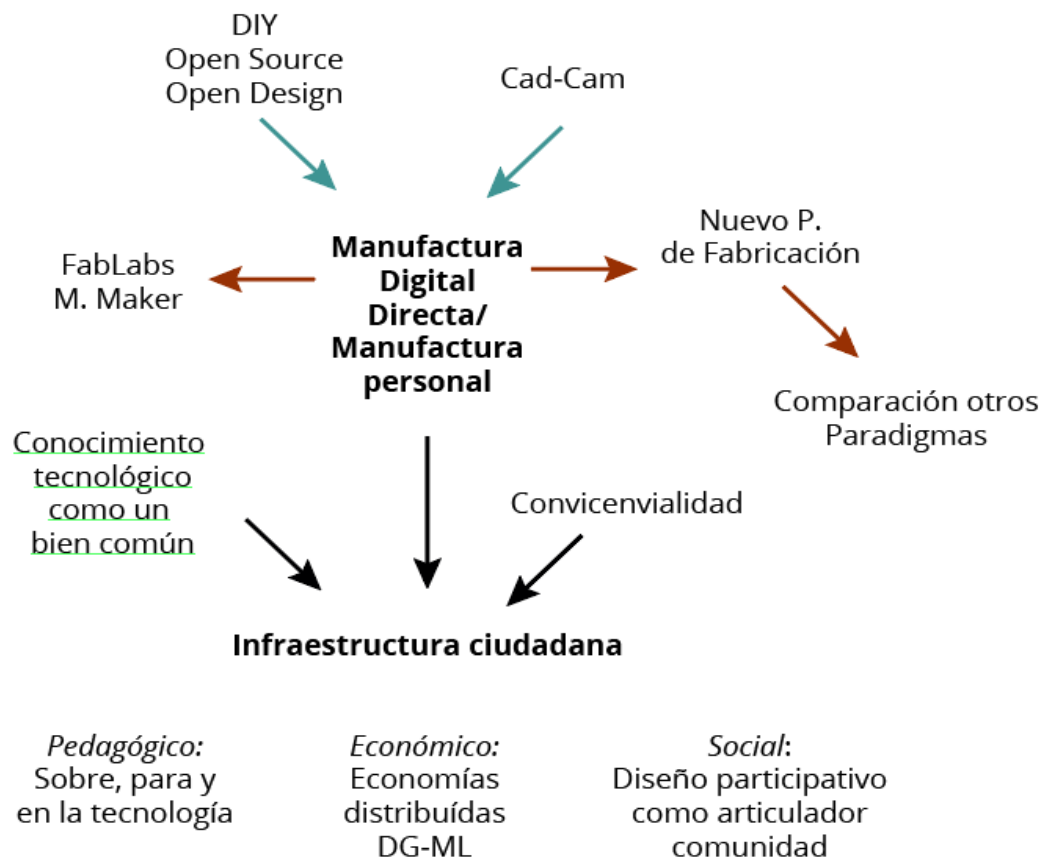 DIY
Open Source
Open Design
Cad-Cam
FabLabs
M. Maker
Manufactura
Digital
Directa/
Manufactura
personal
Nuevo P.
de Fabricación
Comparación otros
Paradigmas
Conocimiento
tecnológico
como un
bien común
Convicenvialidad
Infraestructura ciudadana
Pedagógico:
Sobre, para y
en la tecnología
Económico:
Economías
distribuídas
DG-ML
Social:
Diseño participativo
como articulador
comunidad